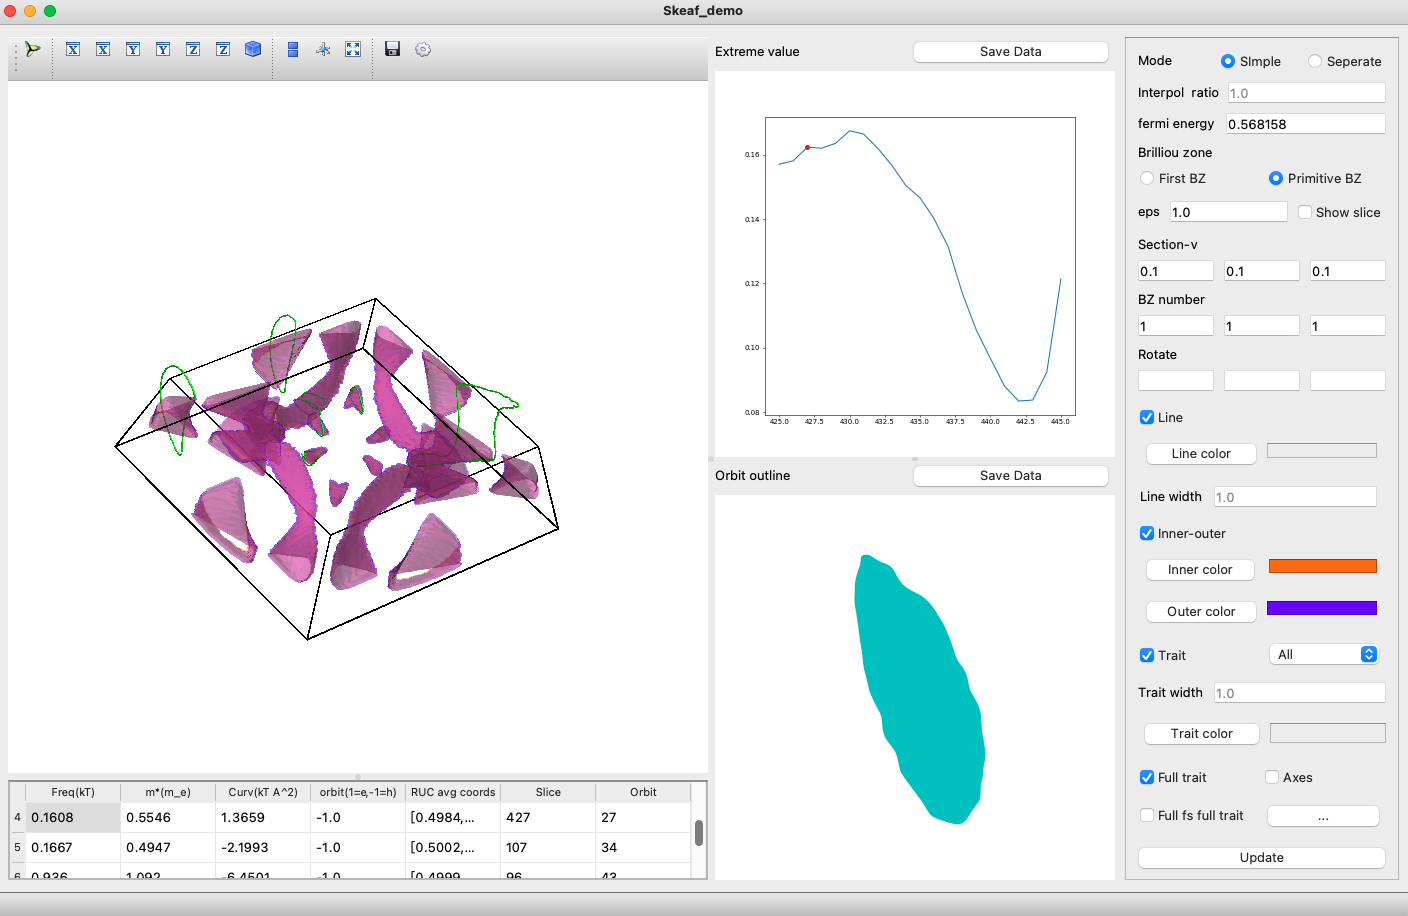 Skeaf_demo
X X Y Y Z Z
Extreme value
Save Data
0.16
0.14
0.12
0.10
0.08
425.0 427.5 430.0 432.5 435.0 437.5 440.0 442.5 445.0
Orbit outline
Save Data
Freq(kT) m*(m_e) Curv(kT A^2) orbit(1=e,-1=h) RUC avg coords Slice Orbit
4 0.1608 0.5546 1.3659 -1.0 [0.4984,... 427 27
5 0.1667 0.4947 -2.1993 -1.0 [0.5002,... 107 34
6 0.936 1.092 -6.4501 -1.0 [0.4999 96 43
Mode SImple Seperate
Interpol ratio 1.0
fermi energy 0.568158
Brilliou zone
First BZ Primitive BZ
eps 1.0 Show slice
Section-v
0.1 0.1 0.1
BZ number
1 1 1
Rotate
Line
Line color
Line width 1.0
Inner-outer
Inner color
Outer color
Trait All
Trait width 1.0
Trait color
Full trait Axes
Full fs full trait ...
Update